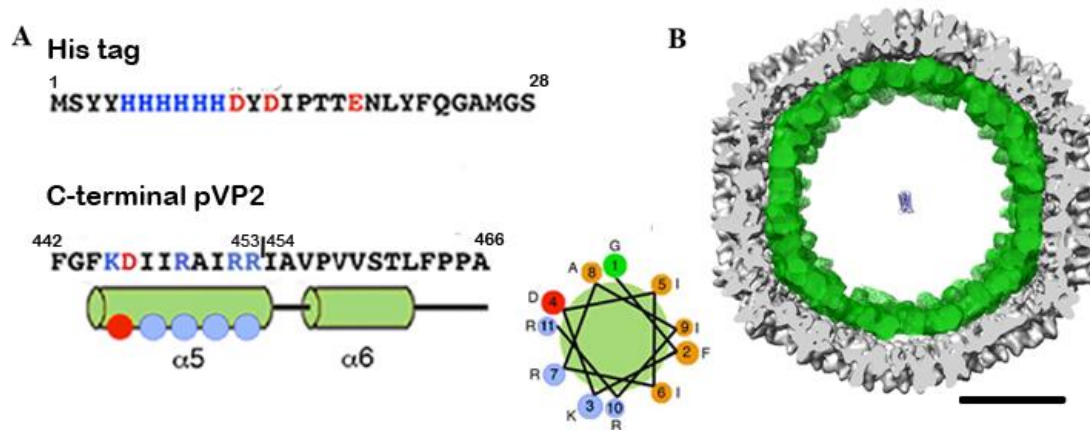 A
B
His tag
1 28
MSYYHHHHHHDYDIPTTENLYFQGAMGS
C-terminal pVP2
442 453 454 466
FGFKDIIRAIRRIAVPVVSTLFPPA
α5 α6
G
1
A 8 5 I
D 4
R 11 9 I
2 F
R 7
6 I
K 3 10 R